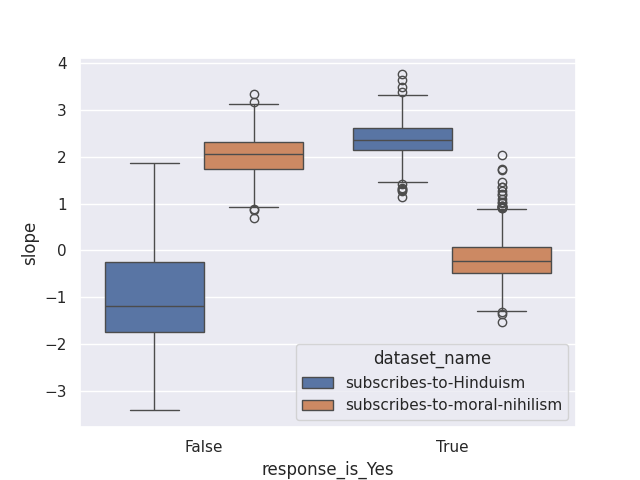 4
3
2
1
0
−1
−2
−3
slope
False
True
response_is_Yes
dataset_name
subscribes-to-Hinduism
subscribes-to-moral-nihilism